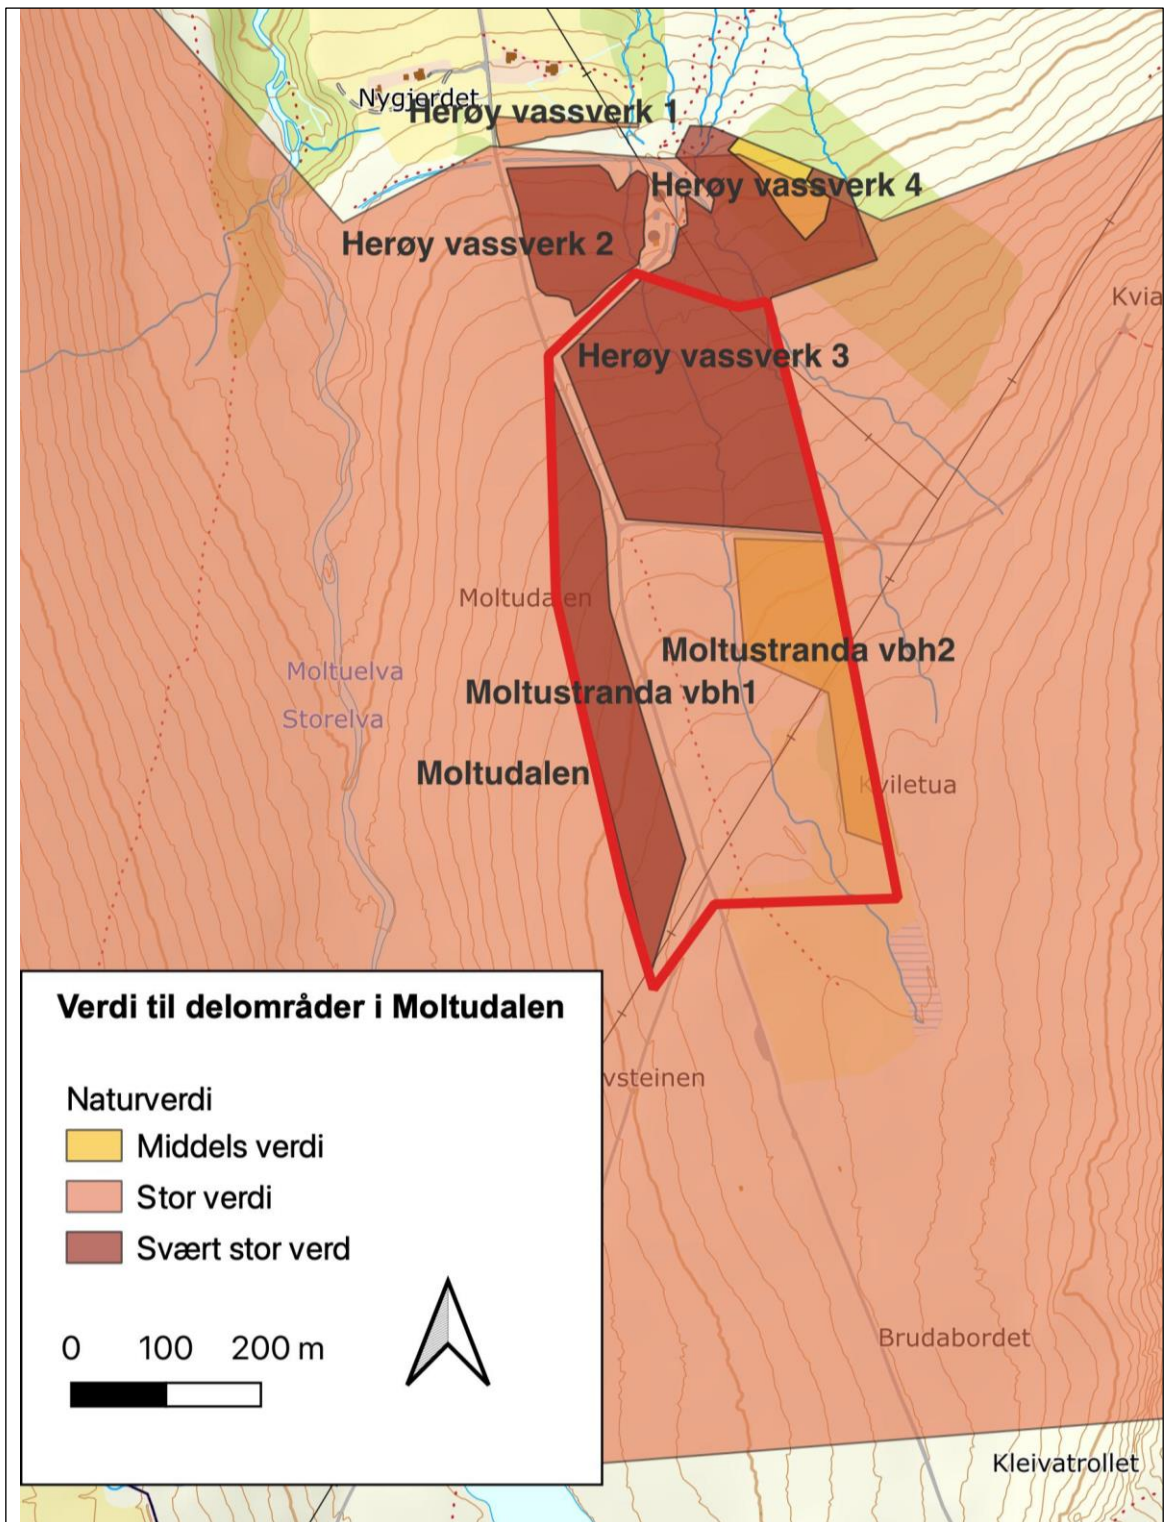 Nygjerdet
Herøy vassverk 1
Herøy vassverk 4
Herøy vassverk 2
Kvia
Herøy vassverk 3
Moltudalen
Moltustranda vbh2
Moltuelva
Moltustranda vbh1
Storelva
Moltudalen
Kviletua
Verdi til delområder i Moltudalen
vsteinen
Naturverdi
Middels verdi
Stor verdi
Svært stor verd
0 100 200 m
Brudabordet
Kleivatrollet